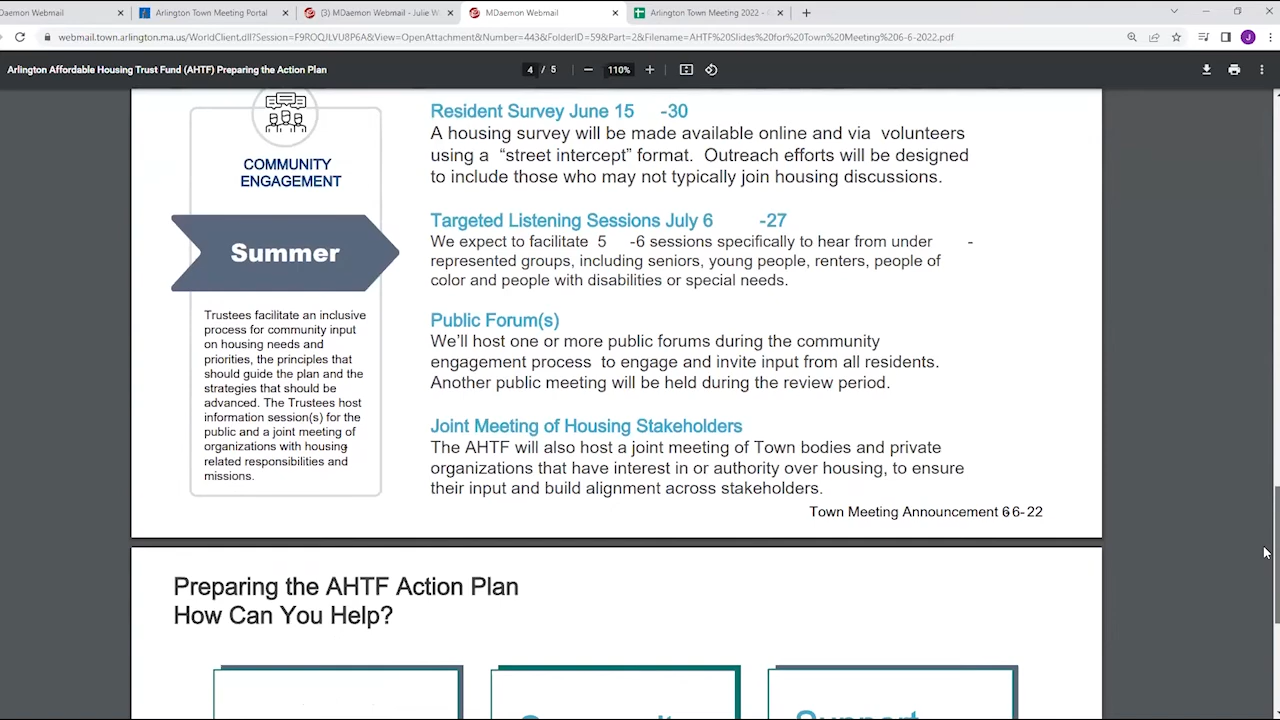 Daemon Webmail
Arlington Town Meeting Portal
(3) MDaemon Webmail - Julie W
MDaemon Webmail
Arlington Town Meeting 2022 -
webmail.town.arlington.ma.us/WorldClient.dll?Session=F9ROQJLVU8P6A&View=OpenAttachment&Number=443&FolderID=59&Part=2&Filename=AHTF%20Slides%20for%20Town%20Meeting%206-6-2022.pdf
J
Arlington Affordable Housing Trust Fund (AHTF) Preparing the Action Plan
4 / 5
110%
COMMUNITY
ENGAGEMENT
Summer
Trustees facilitate an inclusive
process for community input
on housing needs and
priorities, the principles that
should guide the plan and the
strategies that should be
advanced. The Trustees host
information session(s) for the
public and a joint meeting of
organizations with housing
related responsibilities and
missions.
Resident Survey June 15 -30
A housing survey will be made available online and via volunteers
using a “street intercept” format. Outreach efforts will be designed
to include those who may not typically join housing discussions.
Targeted Listening Sessions July 6 -27
We expect to facilitate 5 -6 sessions specifically to hear from under -
represented groups, including seniors, young people, renters, people of
color and people with disabilities or special needs.
Public Forum(s)
We’ll host one or more public forums during the community
engagement process to engage and invite input from all residents.
Another public meeting will be held during the review period.
Joint Meeting of Housing Stakeholders
The AHTF will also host a joint meeting of Town bodies and private
organizations that have interest in or authority over housing, to ensure
their input and build alignment across stakeholders.
Town Meeting Announcement 6-6-22
Preparing the AHTF Action Plan
How Can You Help?
Support